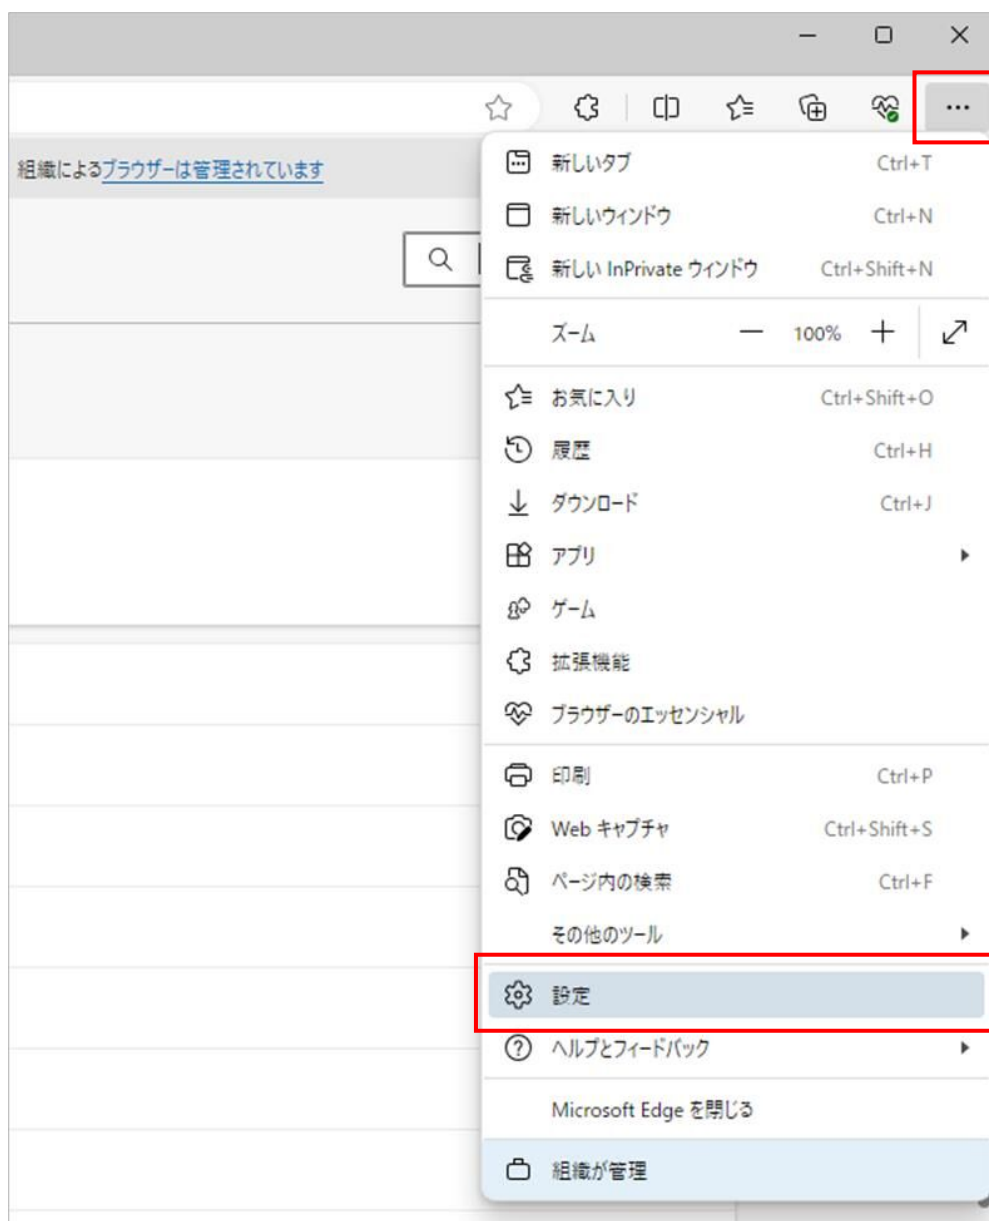 組織によるブラウザーは管理されています
新しいタブ Ctrl+T
新しいウィンドウ Ctrl+N
新しい InPrivate ウィンドウ Ctrl+Shift+N
ズーム 100%
お気に入り Ctrl+Shift+O
履歴 Ctrl+H
ダウンロード Ctrl+J
アプリ
ゲーム
拡張機能
ブラウザーのエッセンシャル
印刷 Ctrl+P
Web キャプチャ Ctrl+Shift+S
ページ内の検索 Ctrl+F
その他のツール
設定
ヘルプとフィードバック
Microsoft Edge を閉じる
組織が管理